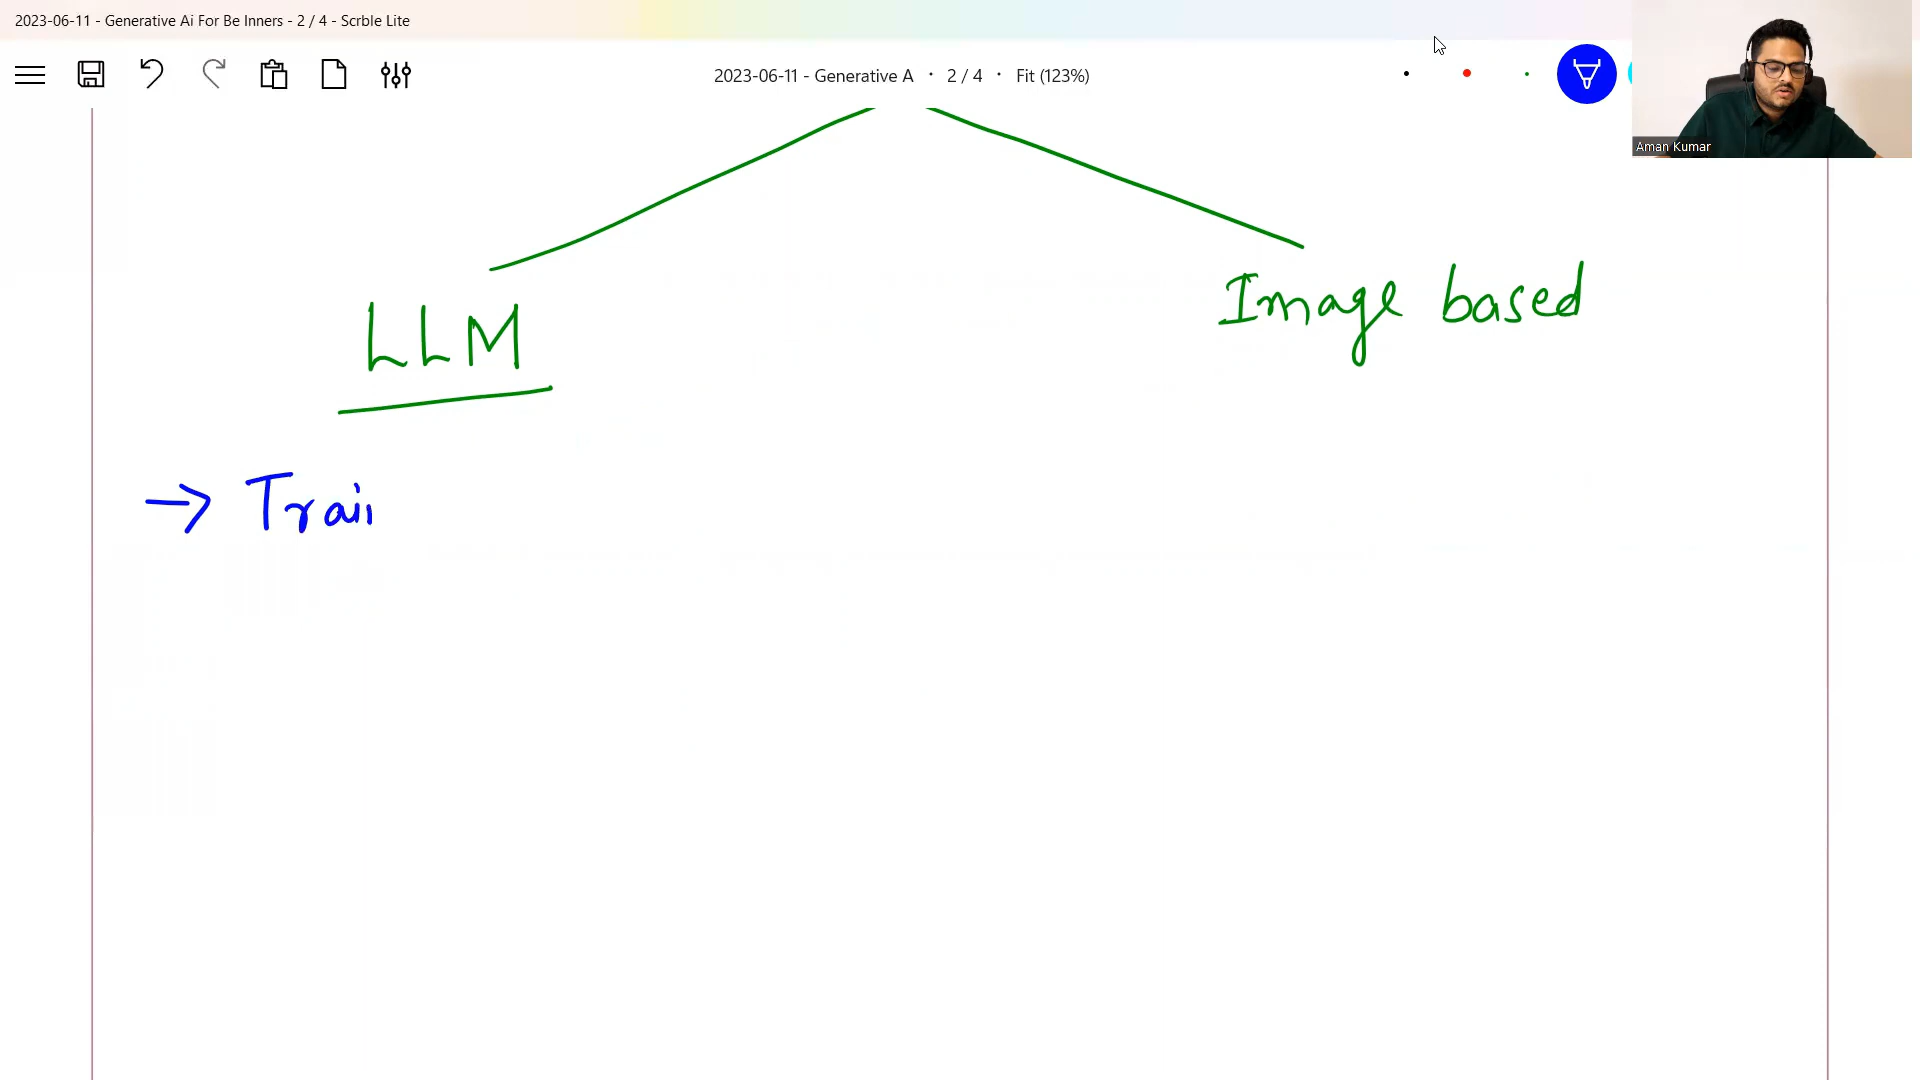 2023-06-11 - Generative Ai For Be Inners - 2 / 4 - Scrble Lite
2023-06-11 - Generative A · 2 / 4 · Fit (123%)
Aman Kumar
LLM
Image based
→ Trai